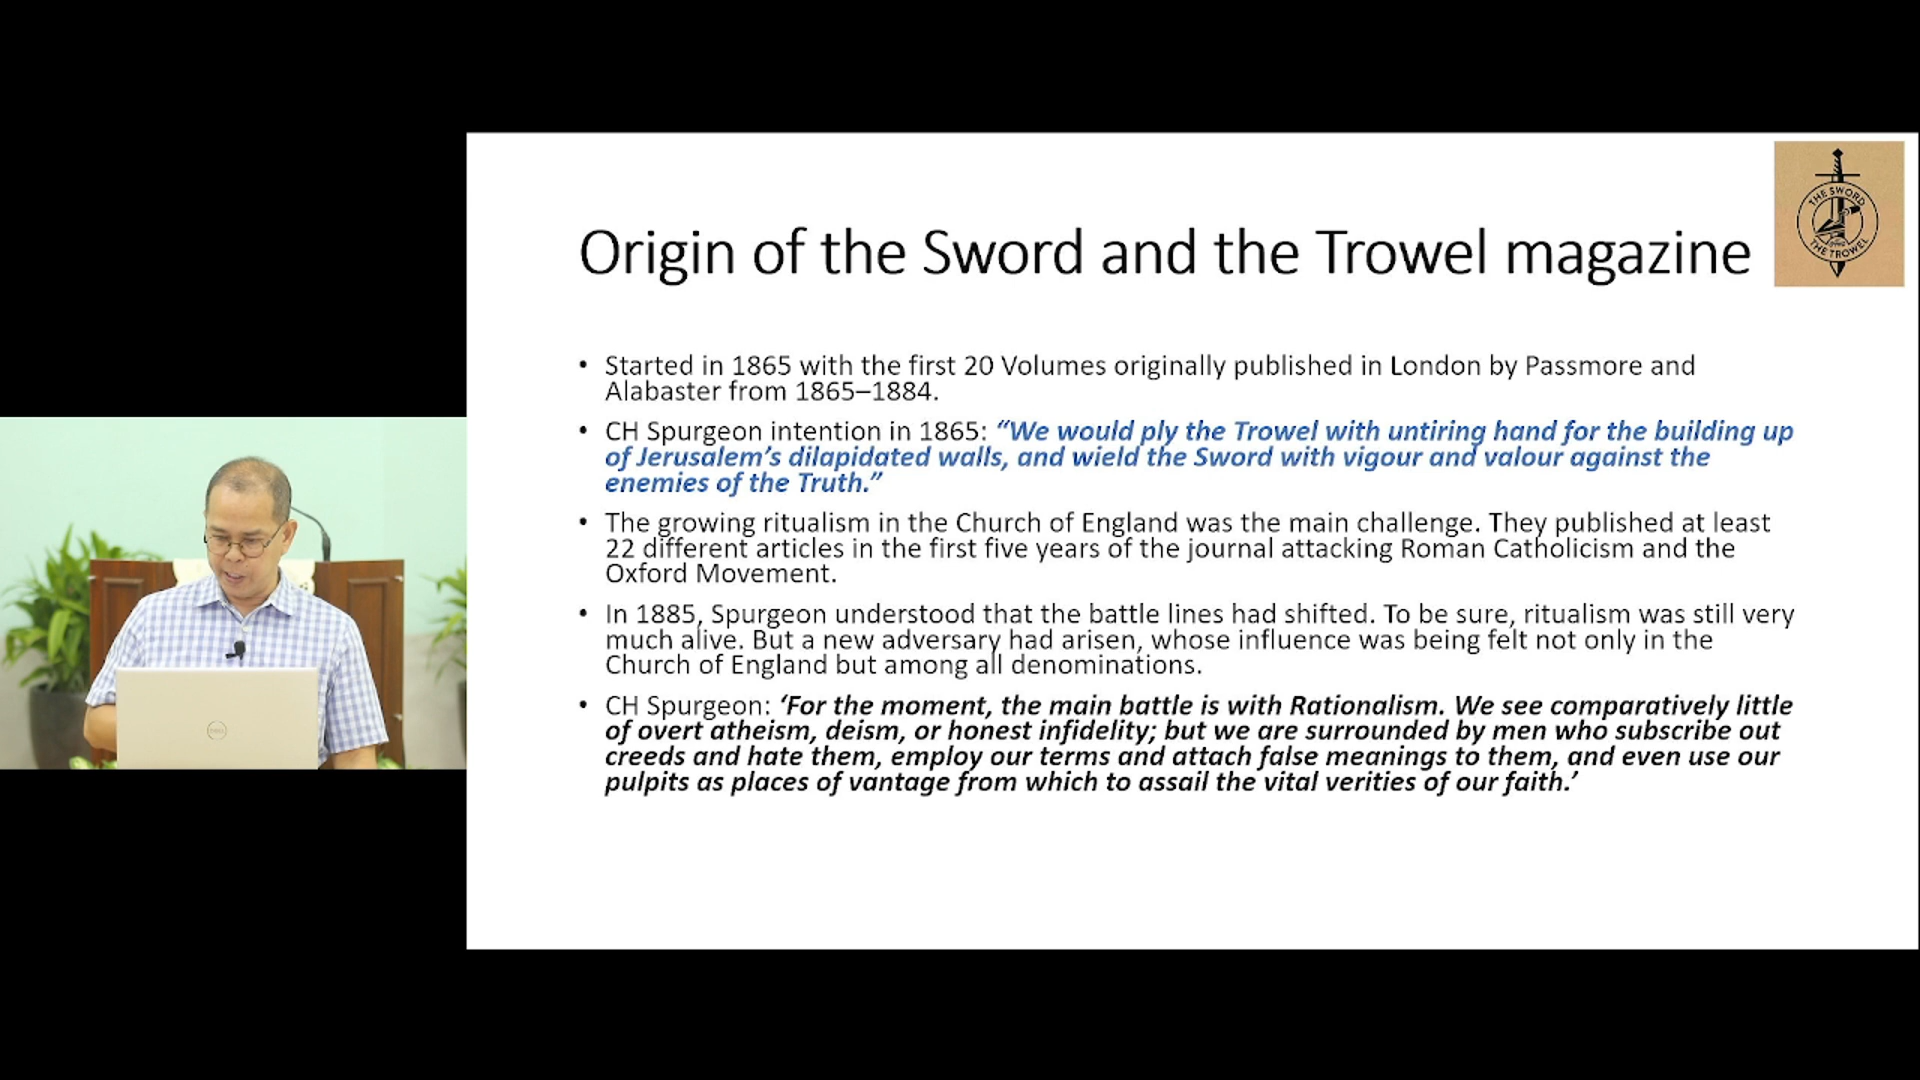 THE SWORD
THE TROWEL
Origin of the Sword and the Trowel magazine
• Started in 1865 with the first 20 Volumes originally published in London by Passmore and
Alabaster from 1865–1884.
• CH Spurgeon intention in 1865: “We would ply the Trowel with untiring hand for the building up
of Jerusalem’s dilapidated walls, and wield the Sword with vigour and valour against the
enemies of the Truth.”
• The growing ritualism in the Church of England was the main challenge. They published at least
22 different articles in the first five years of the journal attacking Roman Catholicism and the
Oxford Movement.
• In 1885, Spurgeon understood that the battle lines had shifted. To be sure, ritualism was still very
much alive. But a new adversary had arisen, whose influence was being felt not only in the
Church of England but among all denominations.
• CH Spurgeon: ‘For the moment, the main battle is with Rationalism. We see comparatively little
of overt atheism, deism, or honest infidelity; but we are surrounded by men who subscribe out
creeds and hate them, employ our terms and attach false meanings to them, and even use our
pulpits as places of vantage from which to assail the vital verities of our faith.’
DELL